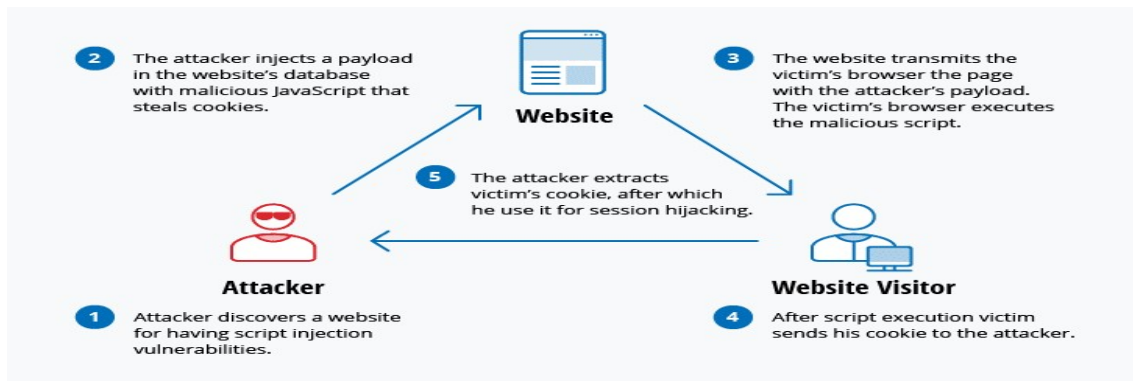 2
The attacker injects a payload
in the website's database
with malicious JavaScript that
steals cookies.
Website
3
The website transmits the
victim's browser the page
with the attacker's payload.
The victim's browser executes
the malicious script.
5
The attacker extracts
victim's cookie, after which
he use it for session hijacking.
Attacker
1
Attacker discovers a website
for having script injection
vulnerabilities.
Website Visitor
4
After script execution victim
sends his cookie to the attacker.